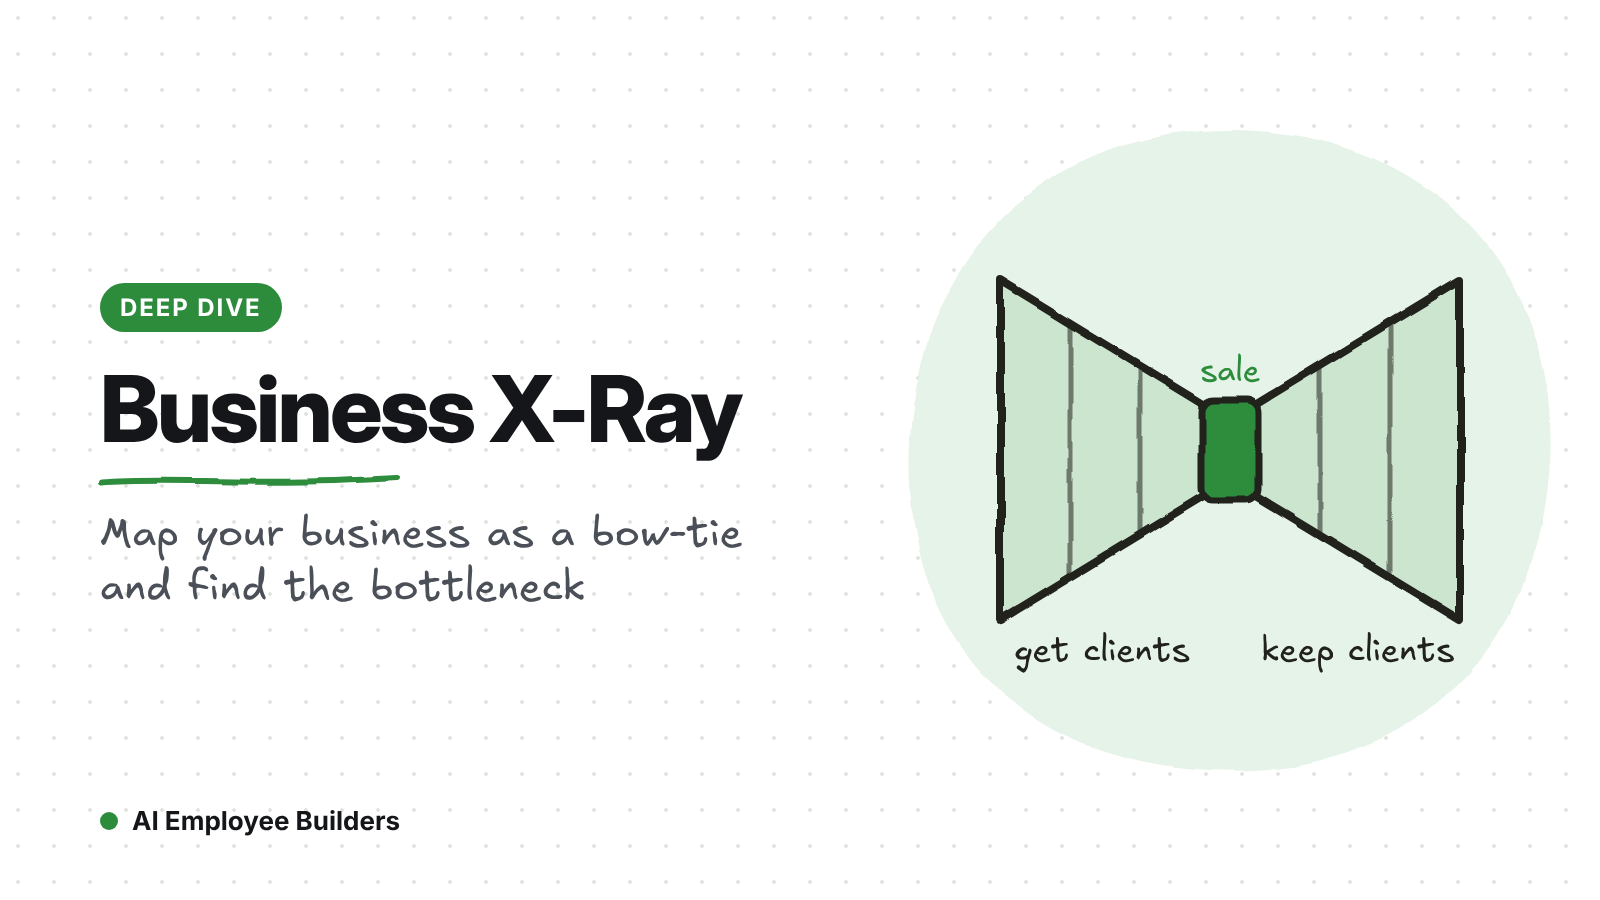 DEEP DIVE
Business X-Ray
Map your business as a bow-tie
and find the bottleneck
AI Employee Builders
sale
get clients
keep clients